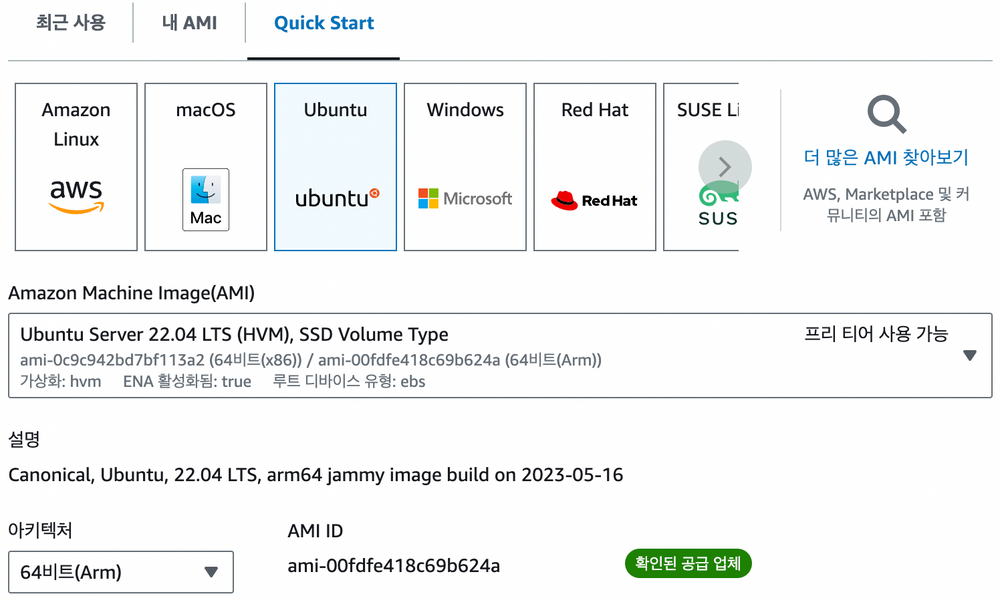 최근 사용
내 AMI
Quick Start
Amazon
Linux
aws
macOS
Mac
Ubuntu
ubuntu
Windows
Microsoft
Red Hat
Red Hat
SUSE Li
SUS
더 많은 AMI 찾아보기
AWS, Marketplace 및 커
뮤니티의 AMI 포함
Amazon Machine Image(AMI)
Ubuntu Server 22.04 LTS (HVM), SSD Volume Type
프리 티어 사용 가능
ami-0c9c942bd7bf113a2 (64비트(x86)) / ami-00fdfe418c69b624a (64비트(Arm))
가상화: hvm ENA 활성화됨: true 루트 디바이스 유형: ebs
설명
Canonical, Ubuntu, 22.04 LTS, arm64 jammy image build on 2023-05-16
아키텍처
AMI ID
64비트(Arm)
ami-00fdfe418c69b624a
확인된 공급 업체